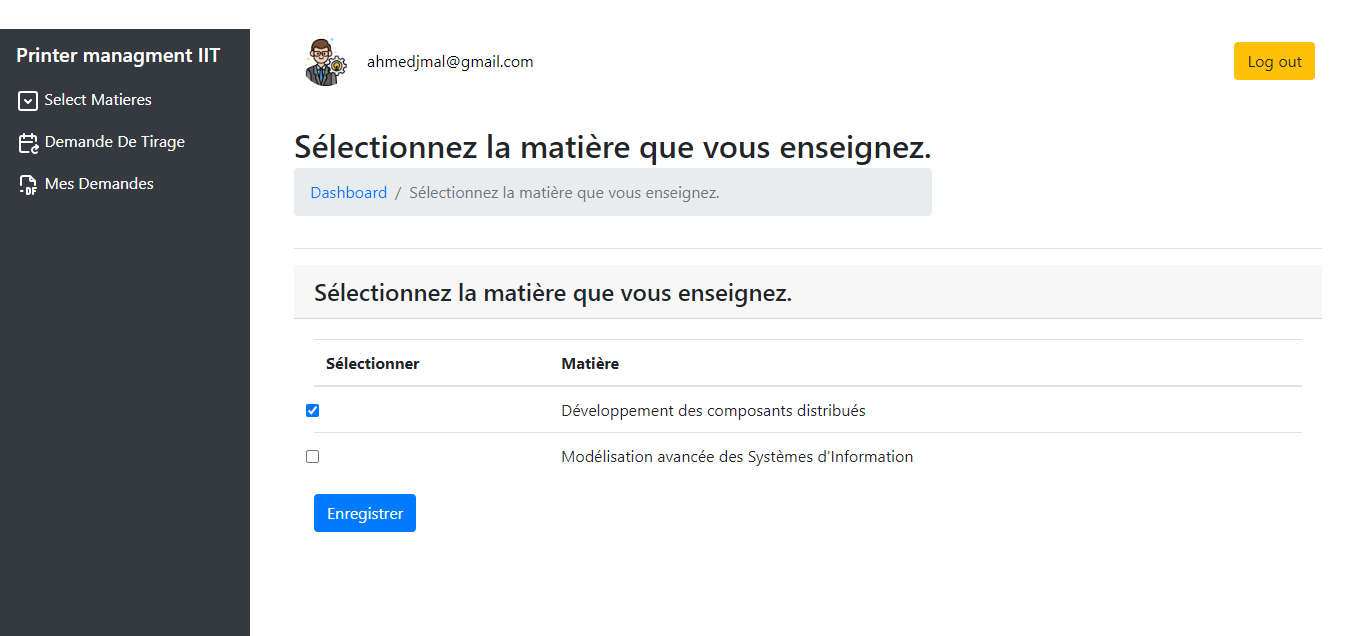 Printer managment IIT
Select Matieres
Demande De Tirage
Mes Demandes
ahmedjmal@gmail.com
Log out
Sélectionnez la matière que vous enseignez.
Dashboard / Sélectionnez la matière que vous enseignez.
Sélectionnez la matière que vous enseignez.
Sélectionner Matière
Développement des composants distribués
Modélisation avancée des Systèmes d'Information
Enregistrer